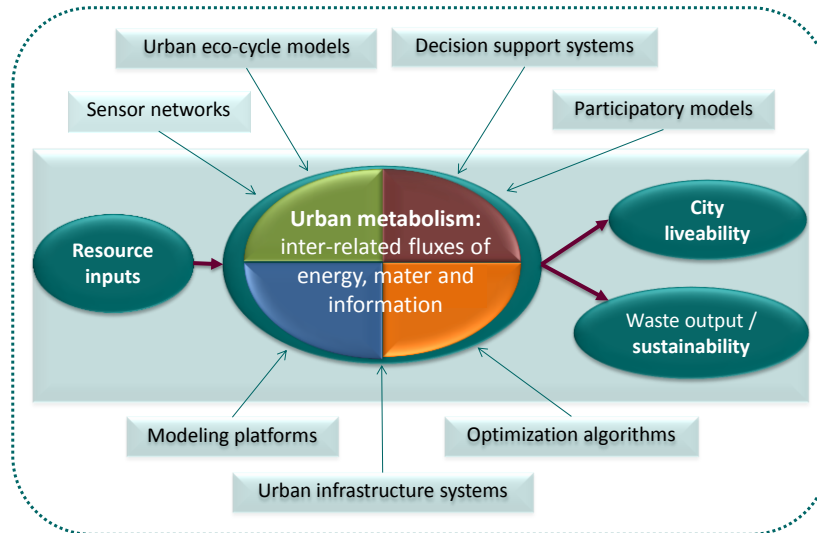 Urban eco-cycle models
Decision support systems
Sensor networks
Participatory models
Resource
inputs
Urban metabolism:
inter-related fluxes of
energy, mater and
information
City
liveability
Waste output /
sustainability
Modeling platforms
Optimization algorithms
Urban infrastructure systems